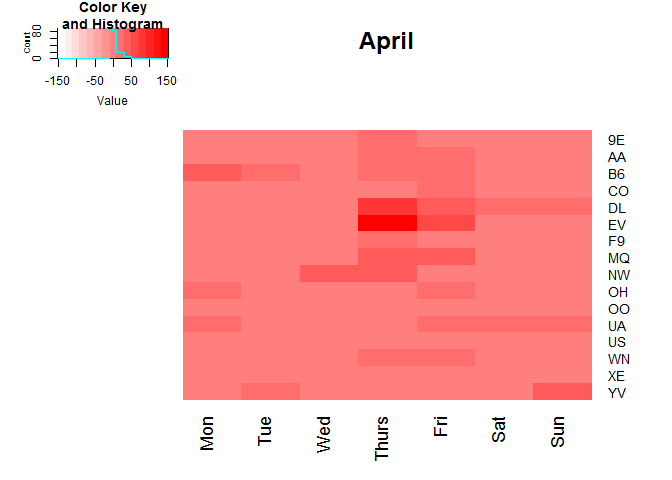 Color Key
and Histogram
Count
0 80
-150 -50 50 150
Value
April
9E
AA
B6
CO
DL
EV
F9
MQ
NW
OH
OO
UA
US
WN
XE
YV
Mon Tue Wed Thurs Fri Sat Sun